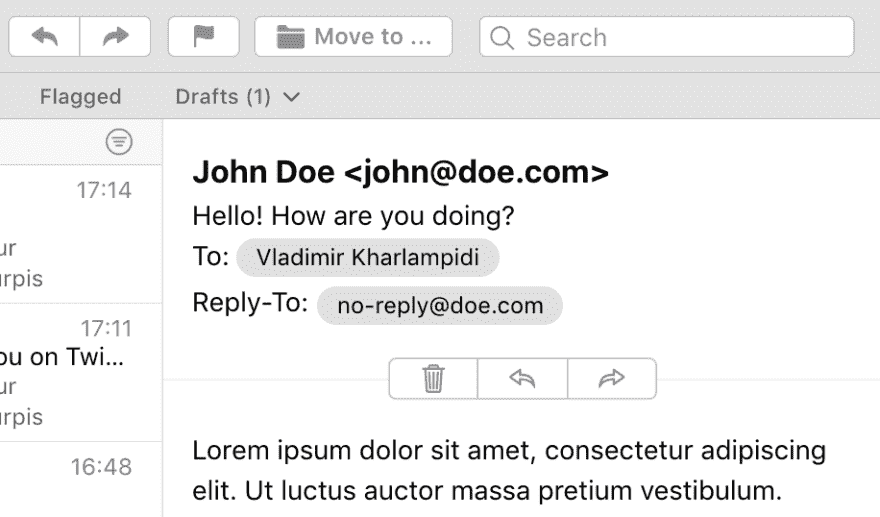 Move to ...
Search
Flagged
Drafts (1)
17:14
ur
urpis
17:11
ou on Twi...
ur
urpis
16:48
John Doe <john@doe.com>
Hello! How are you doing?
To: Vladimir Kharlampidi
Reply-To: no-reply@doe.com
Lorem ipsum dolor sit amet, consectetur adipiscing
elit. Ut luctus auctor massa pretium vestibulum.